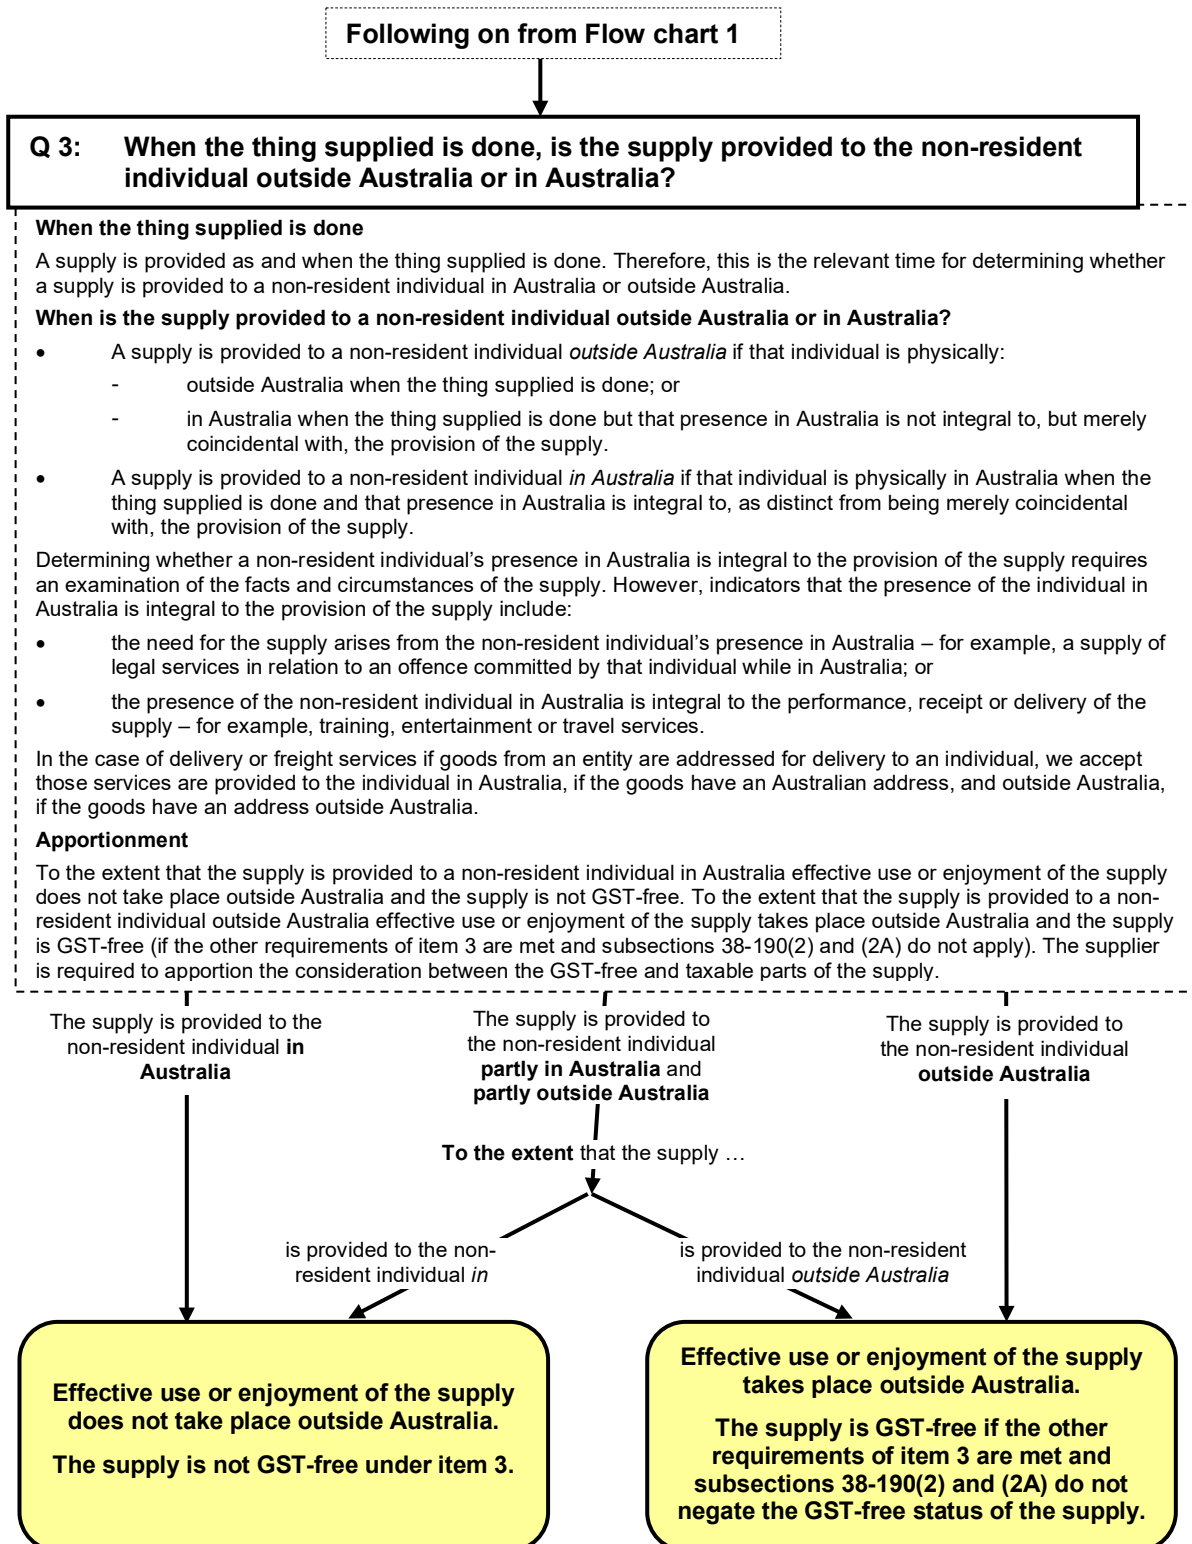 Following on from Flow chart 1
Q 3: When the thing supplied is done, is the supply provided to the non-resident
individual outside Australia or in Australia?
When the thing supplied is done
A supply is provided as and when the thing supplied is done. Therefore, this is the relevant time for determining whether
a supply is provided to a non-resident individual in Australia or outside Australia.
When is the supply provided to a non-resident individual outside Australia or in Australia?
• A supply is provided to a non-resident individual outside Australia if that individual is physically:
- outside Australia when the thing supplied is done; or
- in Australia when the thing supplied is done but that presence in Australia is not integral to, but merely
coincidental with, the provision of the supply.
• A supply is provided to a non-resident individual in Australia if that individual is physically in Australia when the
thing supplied is done and that presence in Australia is integral to, as distinct from being merely coincidental
with, the provision of the supply.
Determining whether a non-resident individual's presence in Australia is integral to the provision of the supply requires
an examination of the facts and circumstances of the supply. However, indicators that the presence of the individual in
Australia is integral to the provision of the supply include:
• the need for the supply arises from the non-resident individual's presence in Australia – for example, a supply of
legal services in relation to an offence committed by that individual while in Australia; or
• the presence of the non-resident individual in Australia is integral to the performance, receipt or delivery of the
supply – for example, training, entertainment or travel services.
In the case of delivery or freight services if goods from an entity are addressed for delivery to an individual, we accept
those services are provided to the individual in Australia, if the goods have an Australian address, and outside Australia,
if the goods have an address outside Australia.
Apportionment
To the extent that the supply is provided to a non-resident individual in Australia effective use or enjoyment of the supply
does not take place outside Australia and the supply is not GST-free. To the extent that the supply is provided to a non-
resident individual outside Australia effective use or enjoyment of the supply takes place outside Australia and the supply
is GST-free (if the other requirements of item 3 are met and subsections 38-190(2) and (2A) do not apply). The supplier
is required to apportion the consideration between the GST-free and taxable parts of the supply.
The supply is provided to the
non-resident individual in
Australia
The supply is provided to
the non-resident individual
partly in Australia and
partly outside Australia
The supply is provided to
the non-resident individual
outside Australia
To the extent that the supply …
is provided to the non-
resident individual in
is provided to the non-resident
individual outside Australia
Effective use or enjoyment of the supply
does not take place outside Australia.
The supply is not GST-free under item 3.
Effective use or enjoyment of the supply
takes place outside Australia.
The supply is GST-free if the other
requirements of item 3 are met and
subsections 38-190(2) and (2A) do not
negate the GST-free status of the supply.